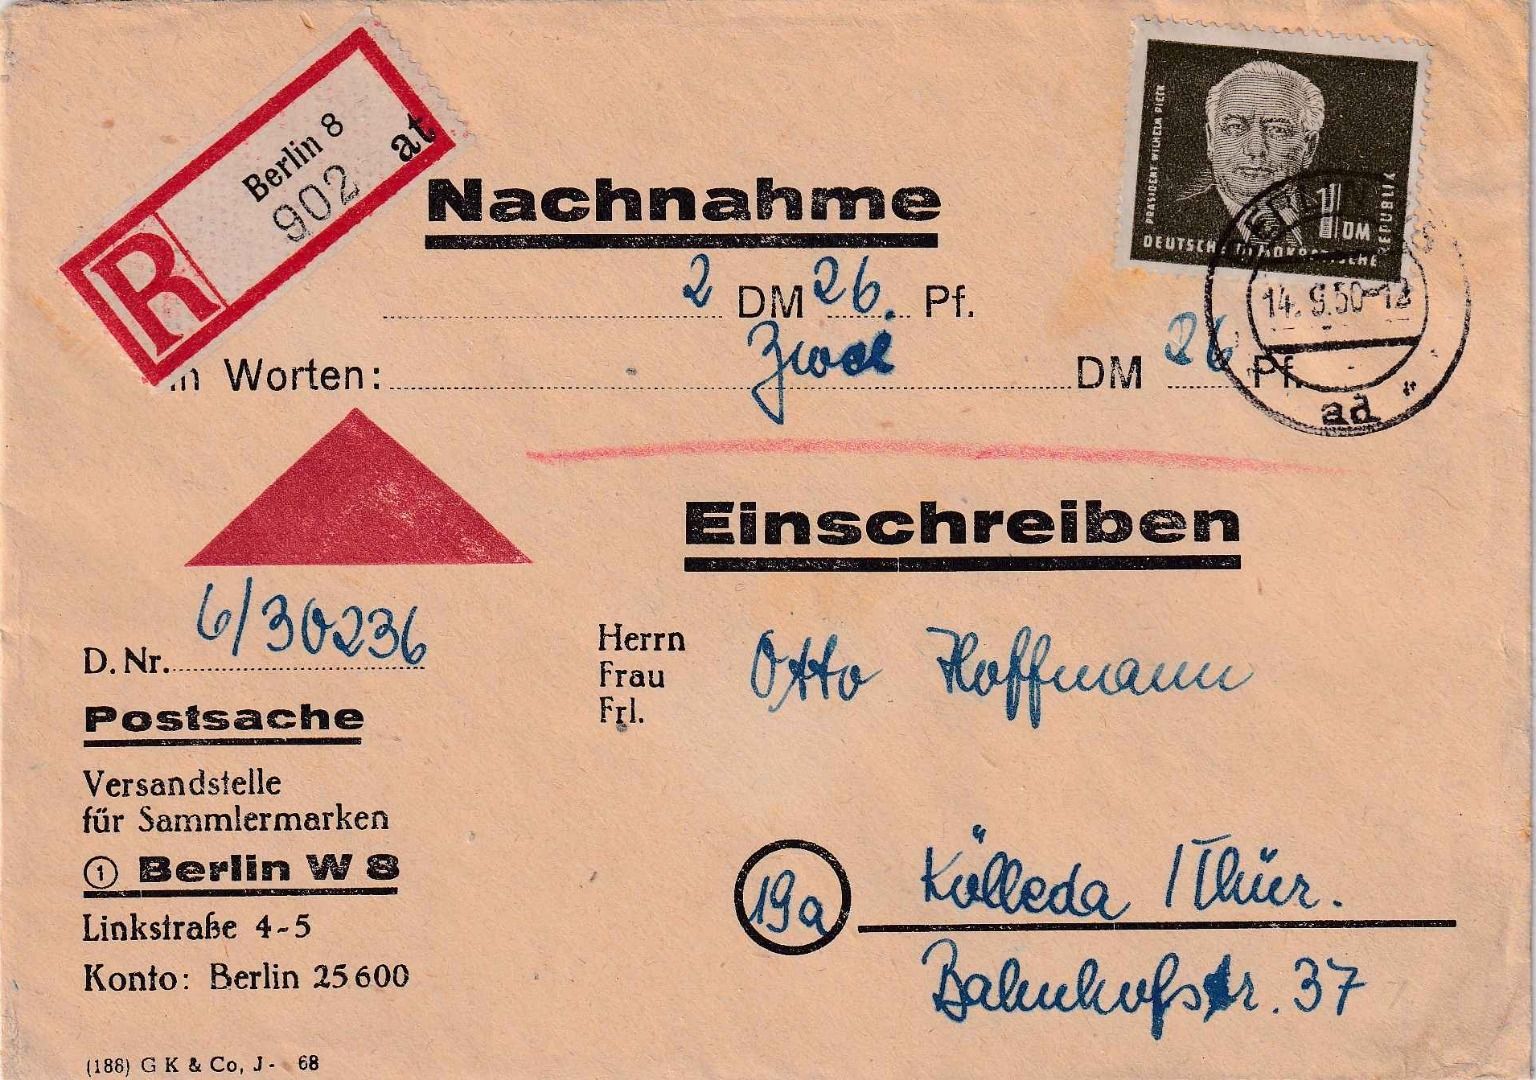 Berlin 8
902 at
R
PRÄSIDENT WILHELM PIECK
1 DM
DEUTSCHE DEMOKRATISCHE REPUBLIK
Nachnahme
14. 9.50-12
2 DM 26. Pf.
in Worten: Zwei DM 26 Pf.
ad
Einschreiben
D. Nr. 6/30236
Herrn
Frau
Frl.
Otto Hoffmann
Postsache
Versandstelle
für Sammlermarken
1 Berlin W 8
Linkstraße 4-5
Konto: Berlin 25600
19a Kölleda /Thür.
Bahnhofstr. 37
(188) G K & Co, J - 68